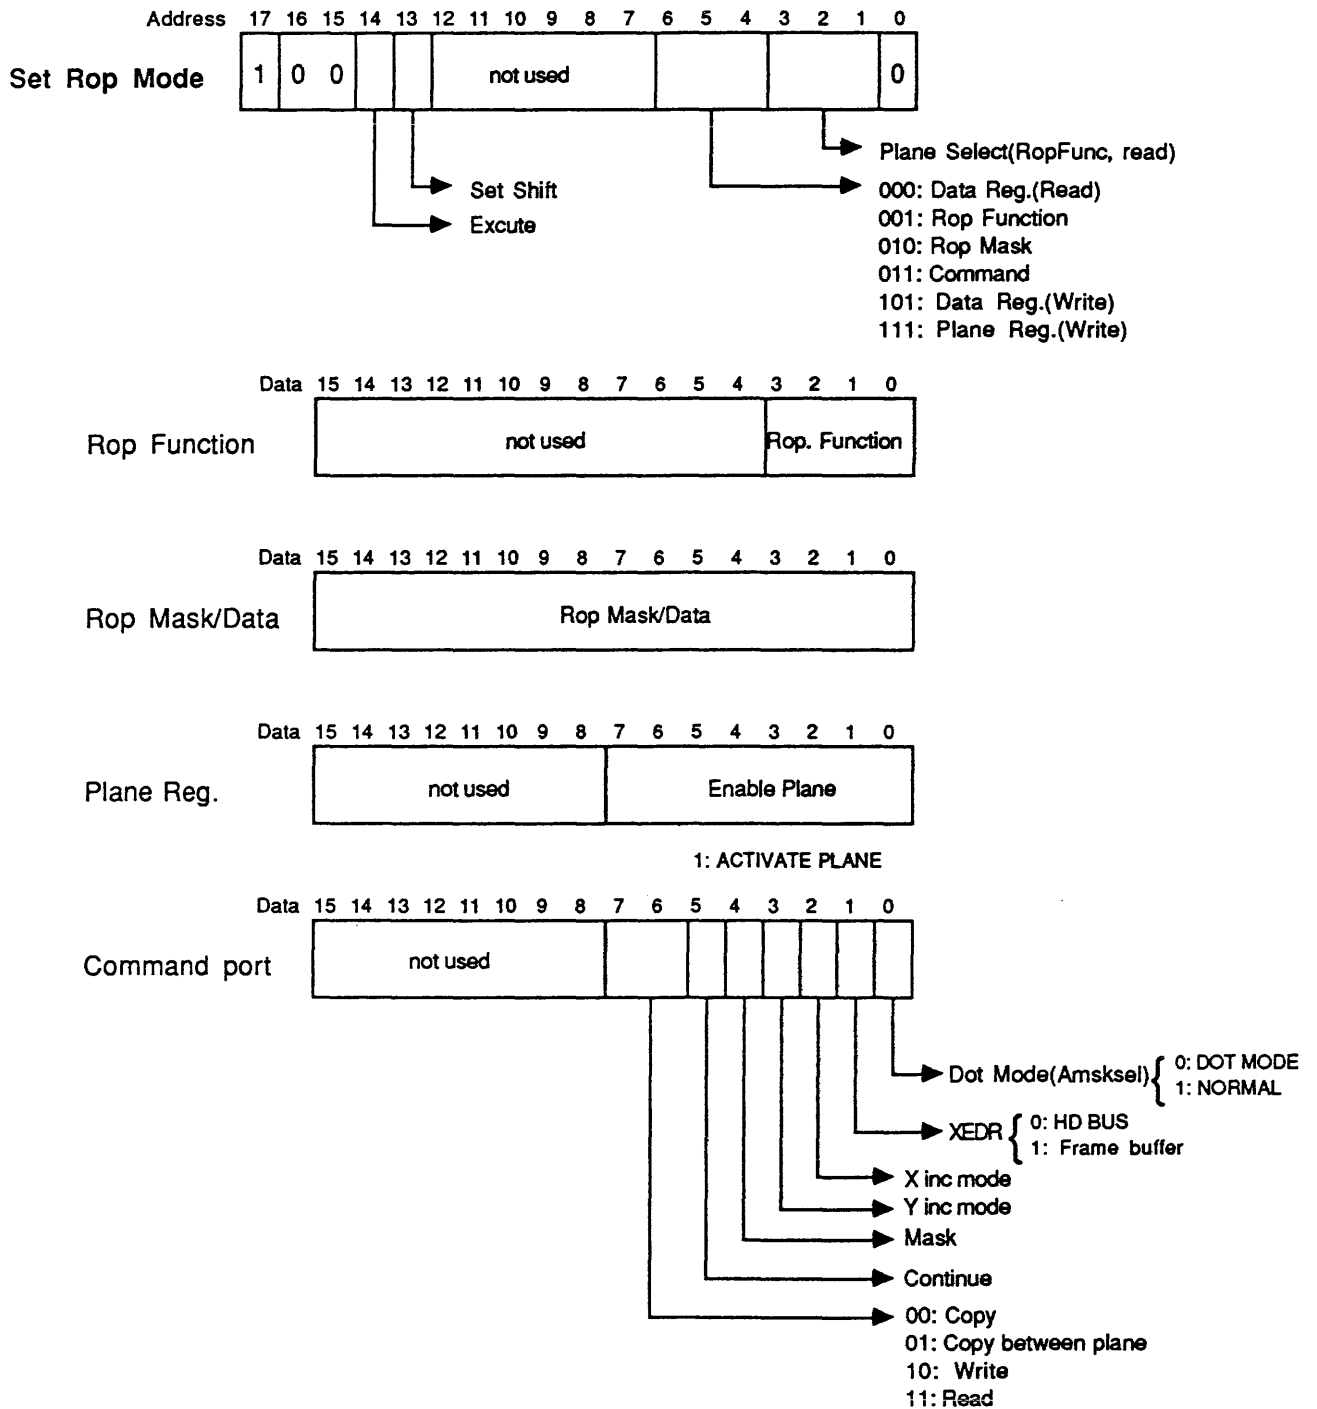 Address 17 16 15 14 13 12 11 10 9 8 7 6 5 4 3 2 1 0
Set Rop Mode 1 0 0 not used 0
Plane Select(RopFunc, read)
Set Shift
Excute
000: Data Reg.(Read)
001: Rop Function
010: Rop Mask
011: Command
101: Data Reg.(Write)
111: Plane Reg.(Write)
Data 15 14 13 12 11 10 9 8 7 6 5 4 3 2 1 0
Rop Function not used Rop. Function
Data 15 14 13 12 11 10 9 8 7 6 5 4 3 2 1 0
Rop Mask/Data Rop Mask/Data
Data 15 14 13 12 11 10 9 8 7 6 5 4 3 2 1 0
Plane Reg. not used Enable Plane
1: ACTIVATE PLANE
Data 15 14 13 12 11 10 9 8 7 6 5 4 3 2 1 0
Command port not used
Dot Mode(Amsksel) { 0: DOT MODE
1: NORMAL
XEDR { 0: HD BUS
1: Frame buffer
X inc mode
Y inc mode
Mask
Continue
00: Copy
01: Copy between plane
10: Write
11: Read